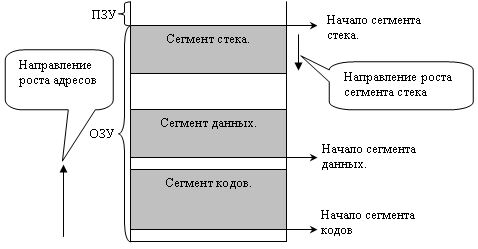 ПЗУ
Начало сегмента
стека.
Сегмент стека.
Направление
роста адресов
Направление роста
сегмента стека
ОЗУ
Сегмент данных.
Начало сегмента
данных.
Сегмент кодов.
Начало сегмента
кодов